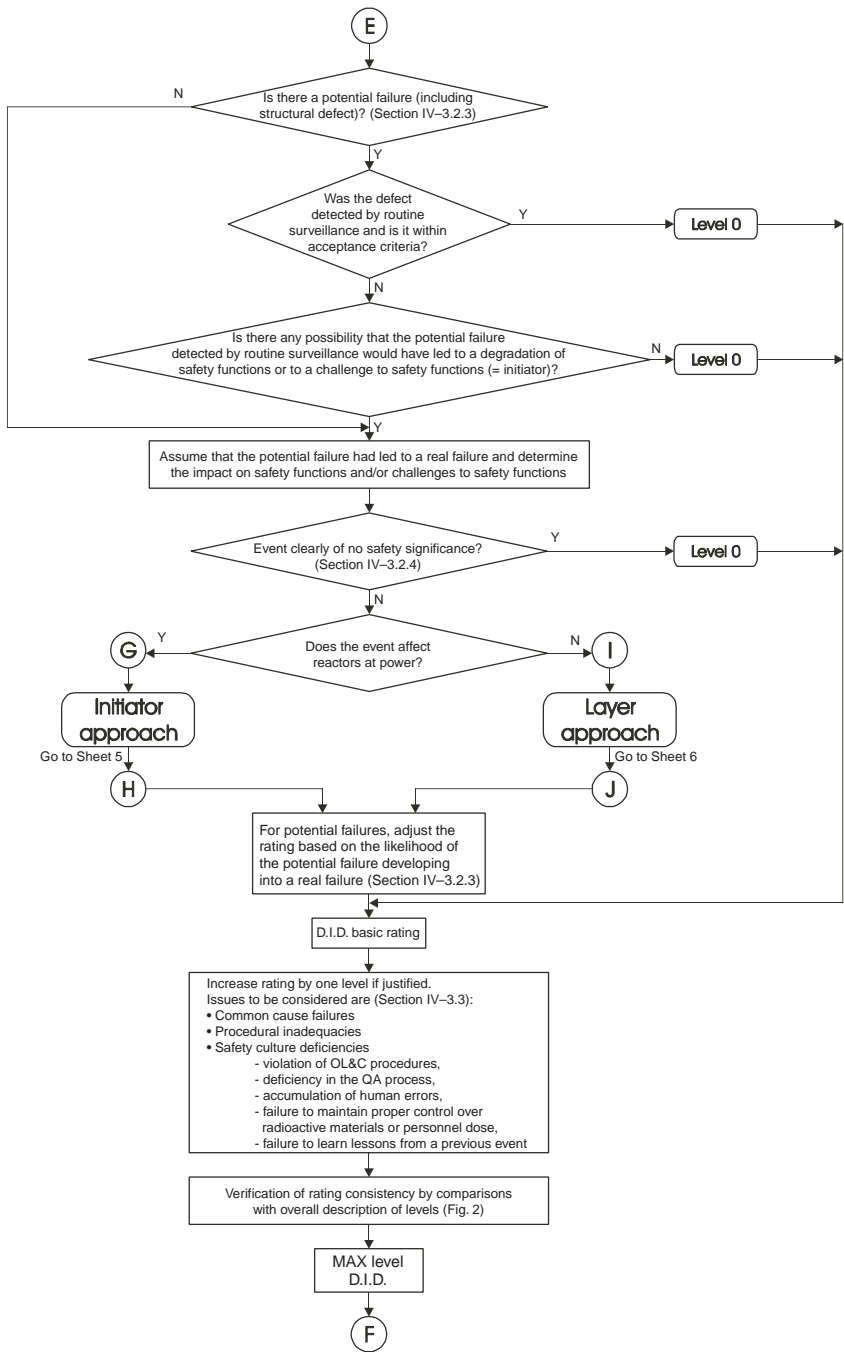 E
N
Is there a potential failure (including
structural defect)? (Section IV–3.2.3)
Y
Was the defect
detected by routine
surveillance and is it within
acceptance criteria?
Y
Level 0
N
Is there any possibility that the potential failure
detected by routine surveillance would have led to a degradation of
safety functions or to a challenge to safety functions (= initiator)?
N
Level 0
Y
Assume that the potential failure had led to a real failure and determine
the impact on safety functions and/or challenges to safety functions
Event clearly of no safety significance?
(Section IV–3.2.4)
Y
Level 0
N
Does the event affect
reactors at power?
Y
G
N
I
Initiator
approach
Layer
approach
Go to Sheet 5
Go to Sheet 6
H
J
For potential failures, adjust the
rating based on the likelihood of
the potential failure developing
into a real failure (Section IV–3.2.3)
D.I.D. basic rating
Increase rating by one level if justified.
Issues to be considered are (Section IV–3.3):
• Common cause failures
• Procedural inadequacies
• Safety culture deficiencies
- violation of OL&C procedures,
- deficiency in the QA process,
- accumulation of human errors,
- failure to maintain proper control over
radioactive materials or personnel dose,
- failure to learn lessons from a previous event
Verification of rating consistency by comparisons
with overall description of levels (Fig. 2)
MAX level
D.I.D.
F